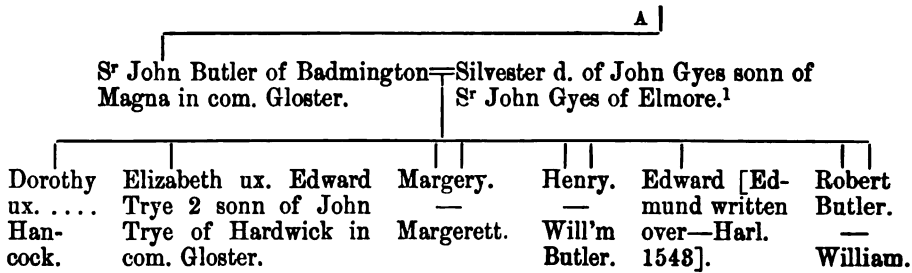 A
Sr John Butler of Badmington=Silvester d. of John Gyes sonn of
Magna in com. Gloster. Sr John Gyes of Elmore.1
Dorothy Elizabeth ux. Edward Margery. Henry. Edward [Ed- Robert
ux. .... Trye 2 sonn of John — — mund written Butler.
Han- Trye of Hardwick in Margerett. Will'm over—Harl. —
cock. com. Gloster. Butler. 1543]. William.